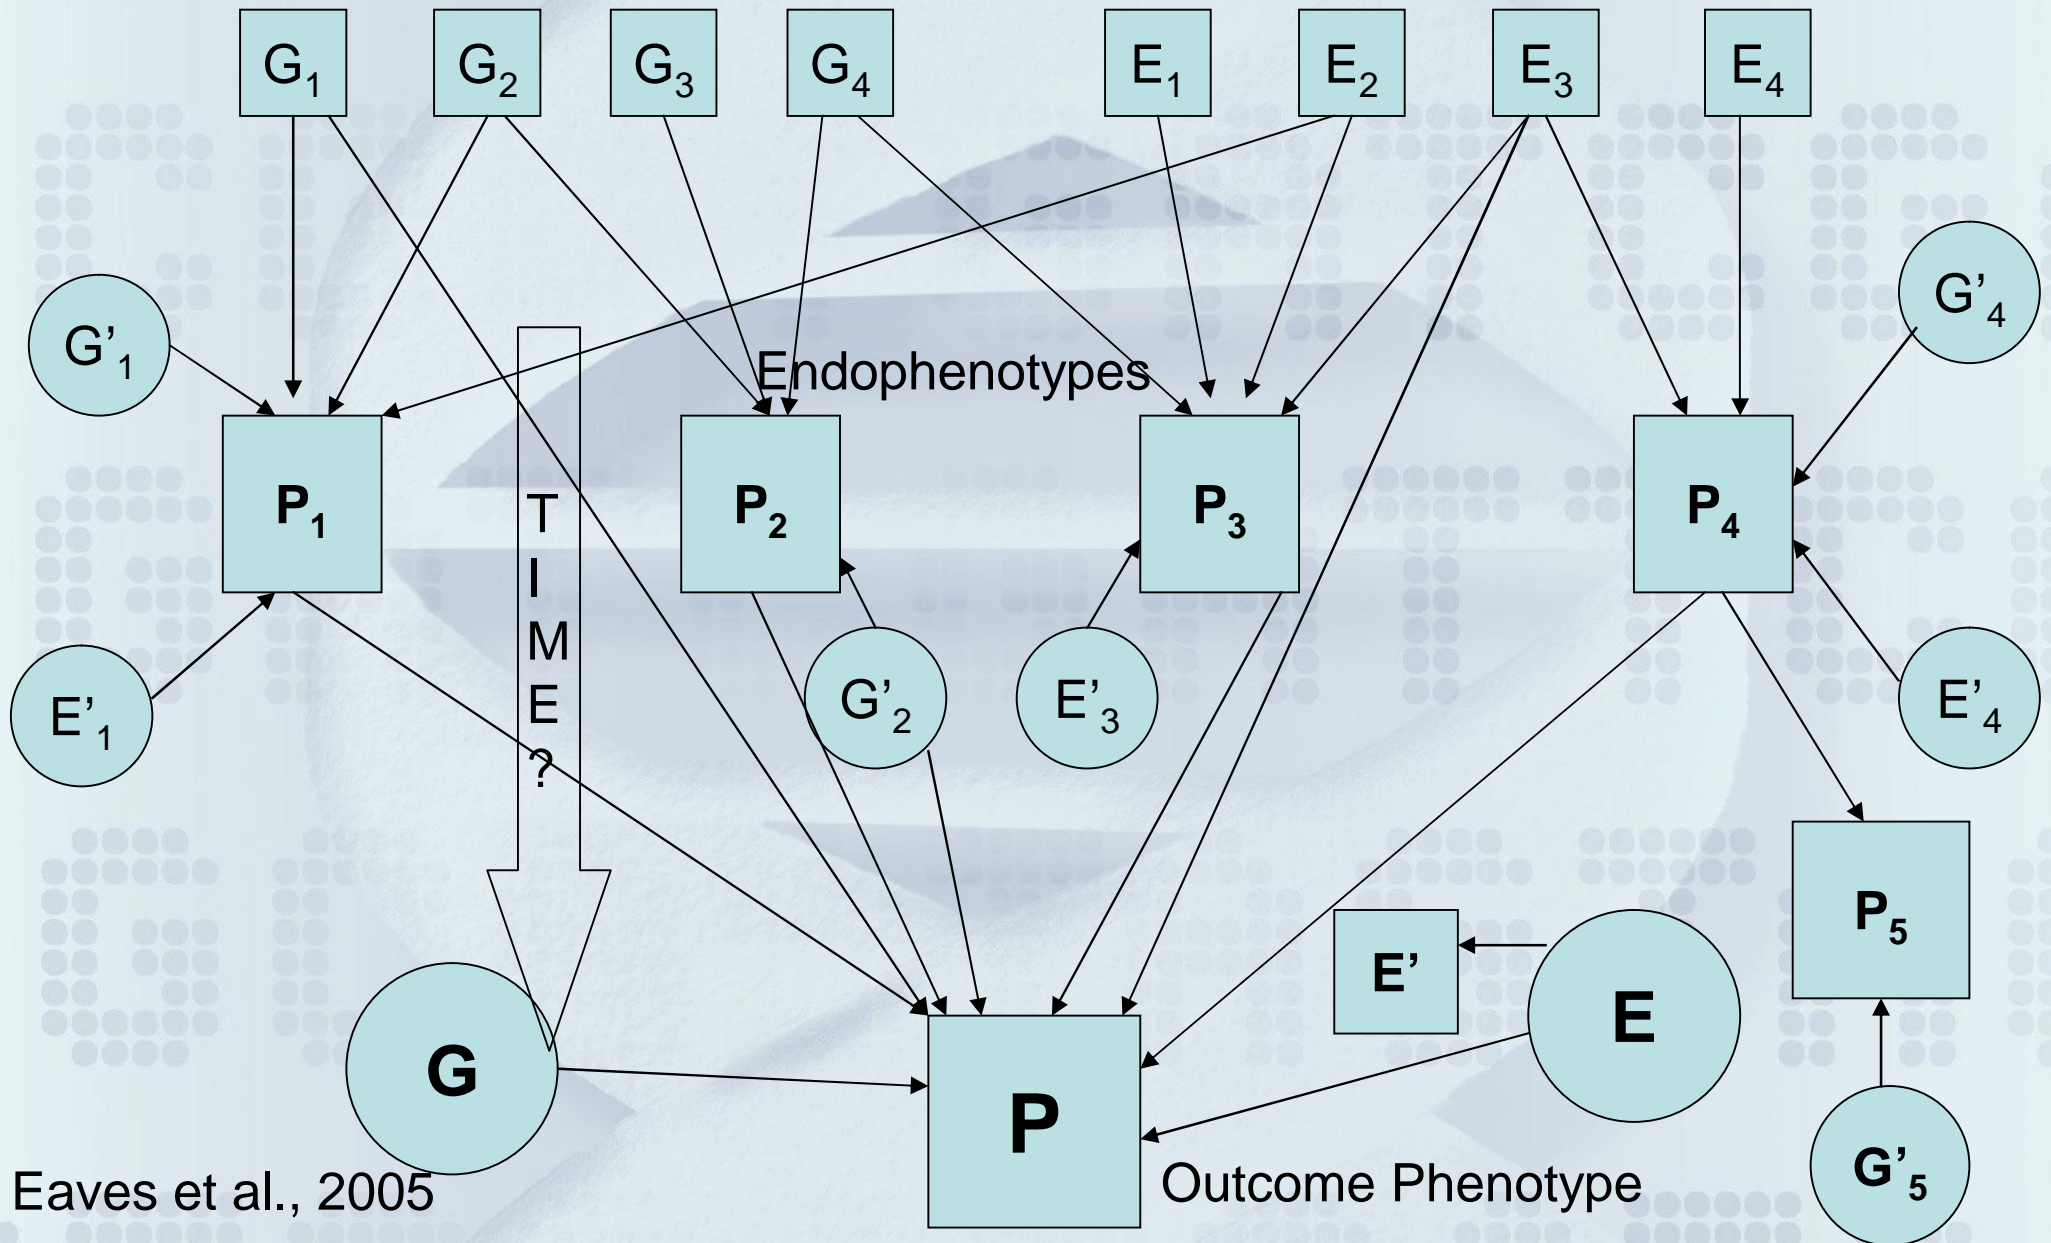 G1 G2 G3 G4 E1 E2 E3 E4
G’4
G’1
Endophenotypes
P1 P2 P3 P4
T
I
M
E
?
E’1 G’2 E’3 E’4
P5
E’
E
G
P
G’5
Outcome Phenotype
Eaves et al., 2005